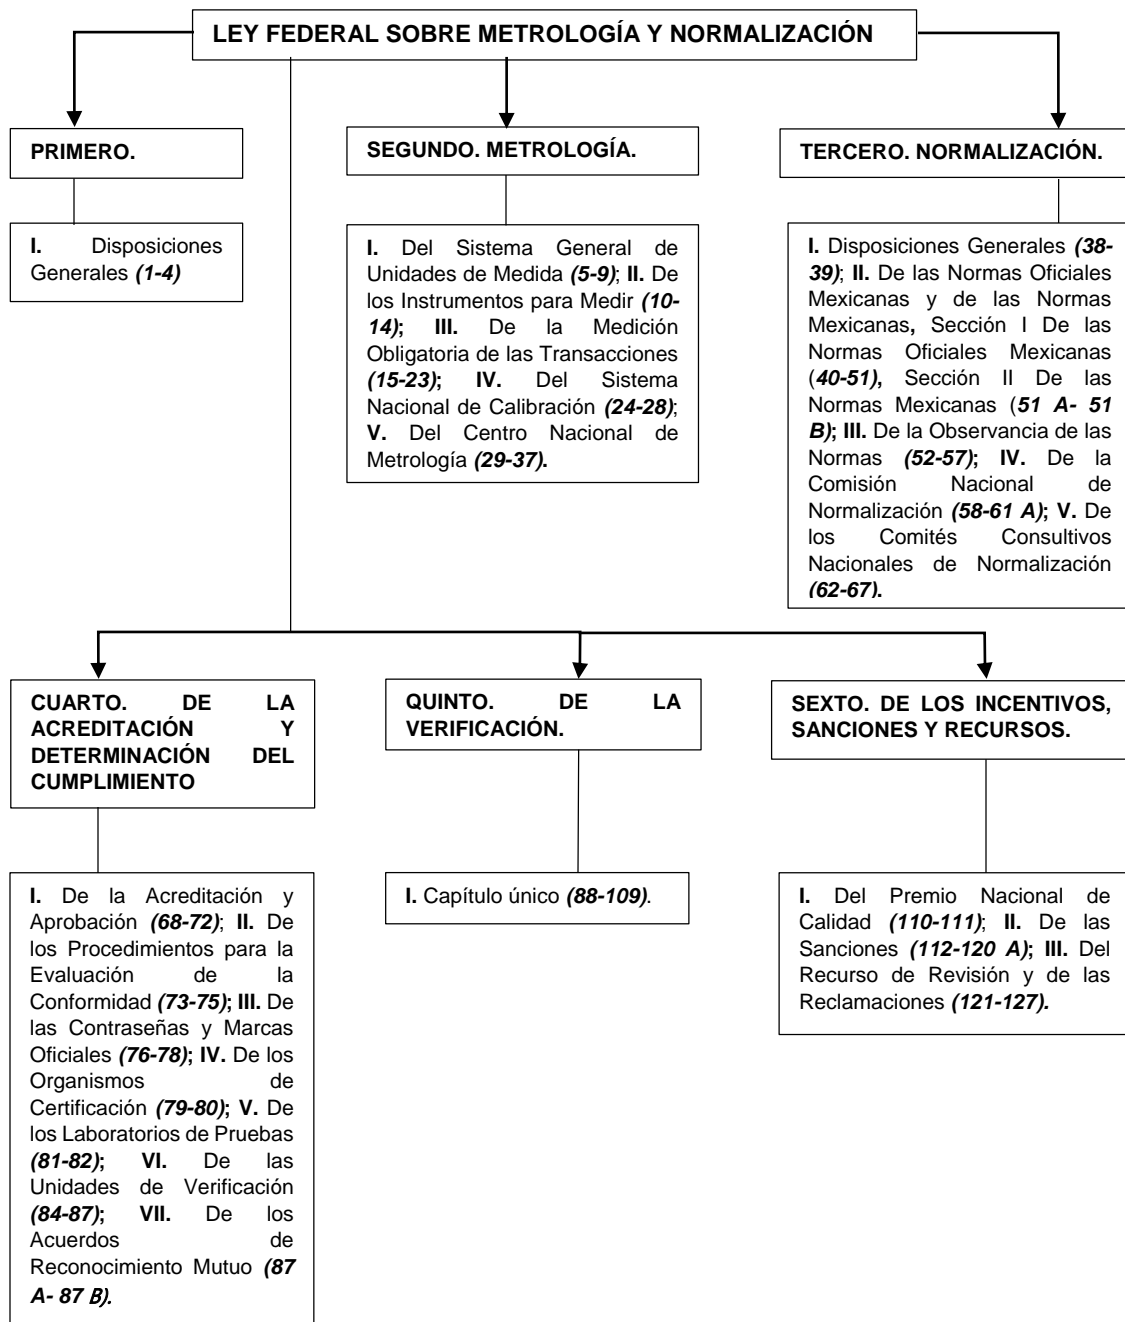 LEY FEDERAL SOBRE METROLOGÍA Y NORMALIZACIÓN
PRIMERO.
SEGUNDO. METROLOGÍA.
TERCERO. NORMALIZACIÓN.
I. Disposiciones
Generales (1-4)
I. Del Sistema General de
Unidades de Medida (5-9); II. De
los Instrumentos para Medir (10-
14); III. De la Medición
Obligatoria de las Transacciones
(15-23); IV. Del Sistema
Nacional de Calibración (24-28);
V. Del Centro Nacional de
Metrología (29-37).
I. Disposiciones Generales (38-
39); II. De las Normas Oficiales
Mexicanas y de las Normas
Mexicanas, Sección I De las
Normas Oficiales Mexicanas
(40-51), Sección II De las
Normas Mexicanas (51 A- 51
B); III. De la Observancia de las
Normas (52-57); IV. De la
Comisión Nacional de
Normalización (58-61 A); V. De
los Comités Consultivos
Nacionales de Normalización
(62-67).
CUARTO. DE LA
ACREDITACIÓN Y
DETERMINACIÓN DEL
CUMPLIMIENTO
QUINTO. DE LA
VERIFICACIÓN.
SEXTO. DE LOS INCENTIVOS,
SANCIONES Y RECURSOS.
I. De la Acreditación y
Aprobación (68-72); II. De
los Procedimientos para la
Evaluación de la
Conformidad (73-75); III. De
las Contraseñas y Marcas
Oficiales (76-78); IV. De los
Organismos de
Certificación (79-80); V. De
los Laboratorios de Pruebas
(81-82); VI. De las
Unidades de Verificación
(84-87); VII. De los
Acuerdos de
Reconocimiento Mutuo (87
A- 87 B).
I. Capítulo único (88-109).
I. Del Premio Nacional de
Calidad (110-111); II. De las
Sanciones (112-120 A); III. Del
Recurso de Revisión y de las
Reclamaciones (121-127).